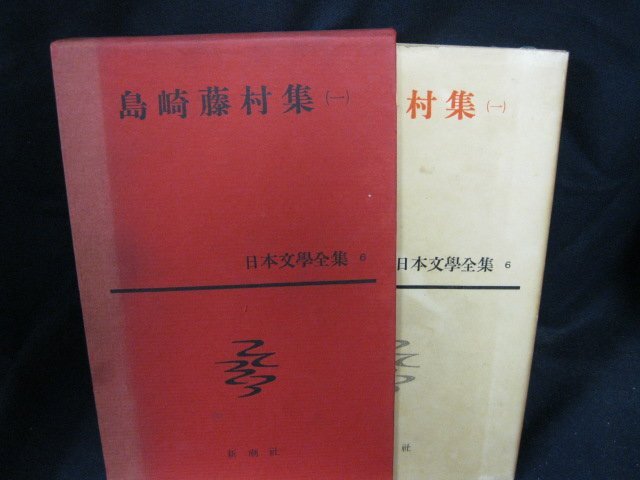 島崎藤村集(一)
日本文學全集 6
新潮社
村集(一)
日本文學全集 6
社